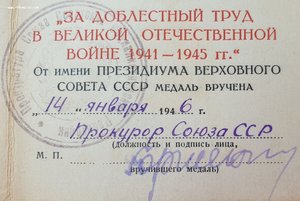 „ЗА ДОБЛЕСТНЫЙ ТРУД
В ВЕЛИКОЙ ОТЕЧЕСТВЕННОЙ
ВОЙНЕ 1941—1945 гг.“
От имени ПРЕЗИДИУМА ВЕРХОВНОГО
СОВЕТА СССР МЕДАЛЬ ВРУЧЕНА
„14“ января 1946 г.
Прокурор Союза ССР
(должность и подпись лица,
М. П.
вручившего медаль)